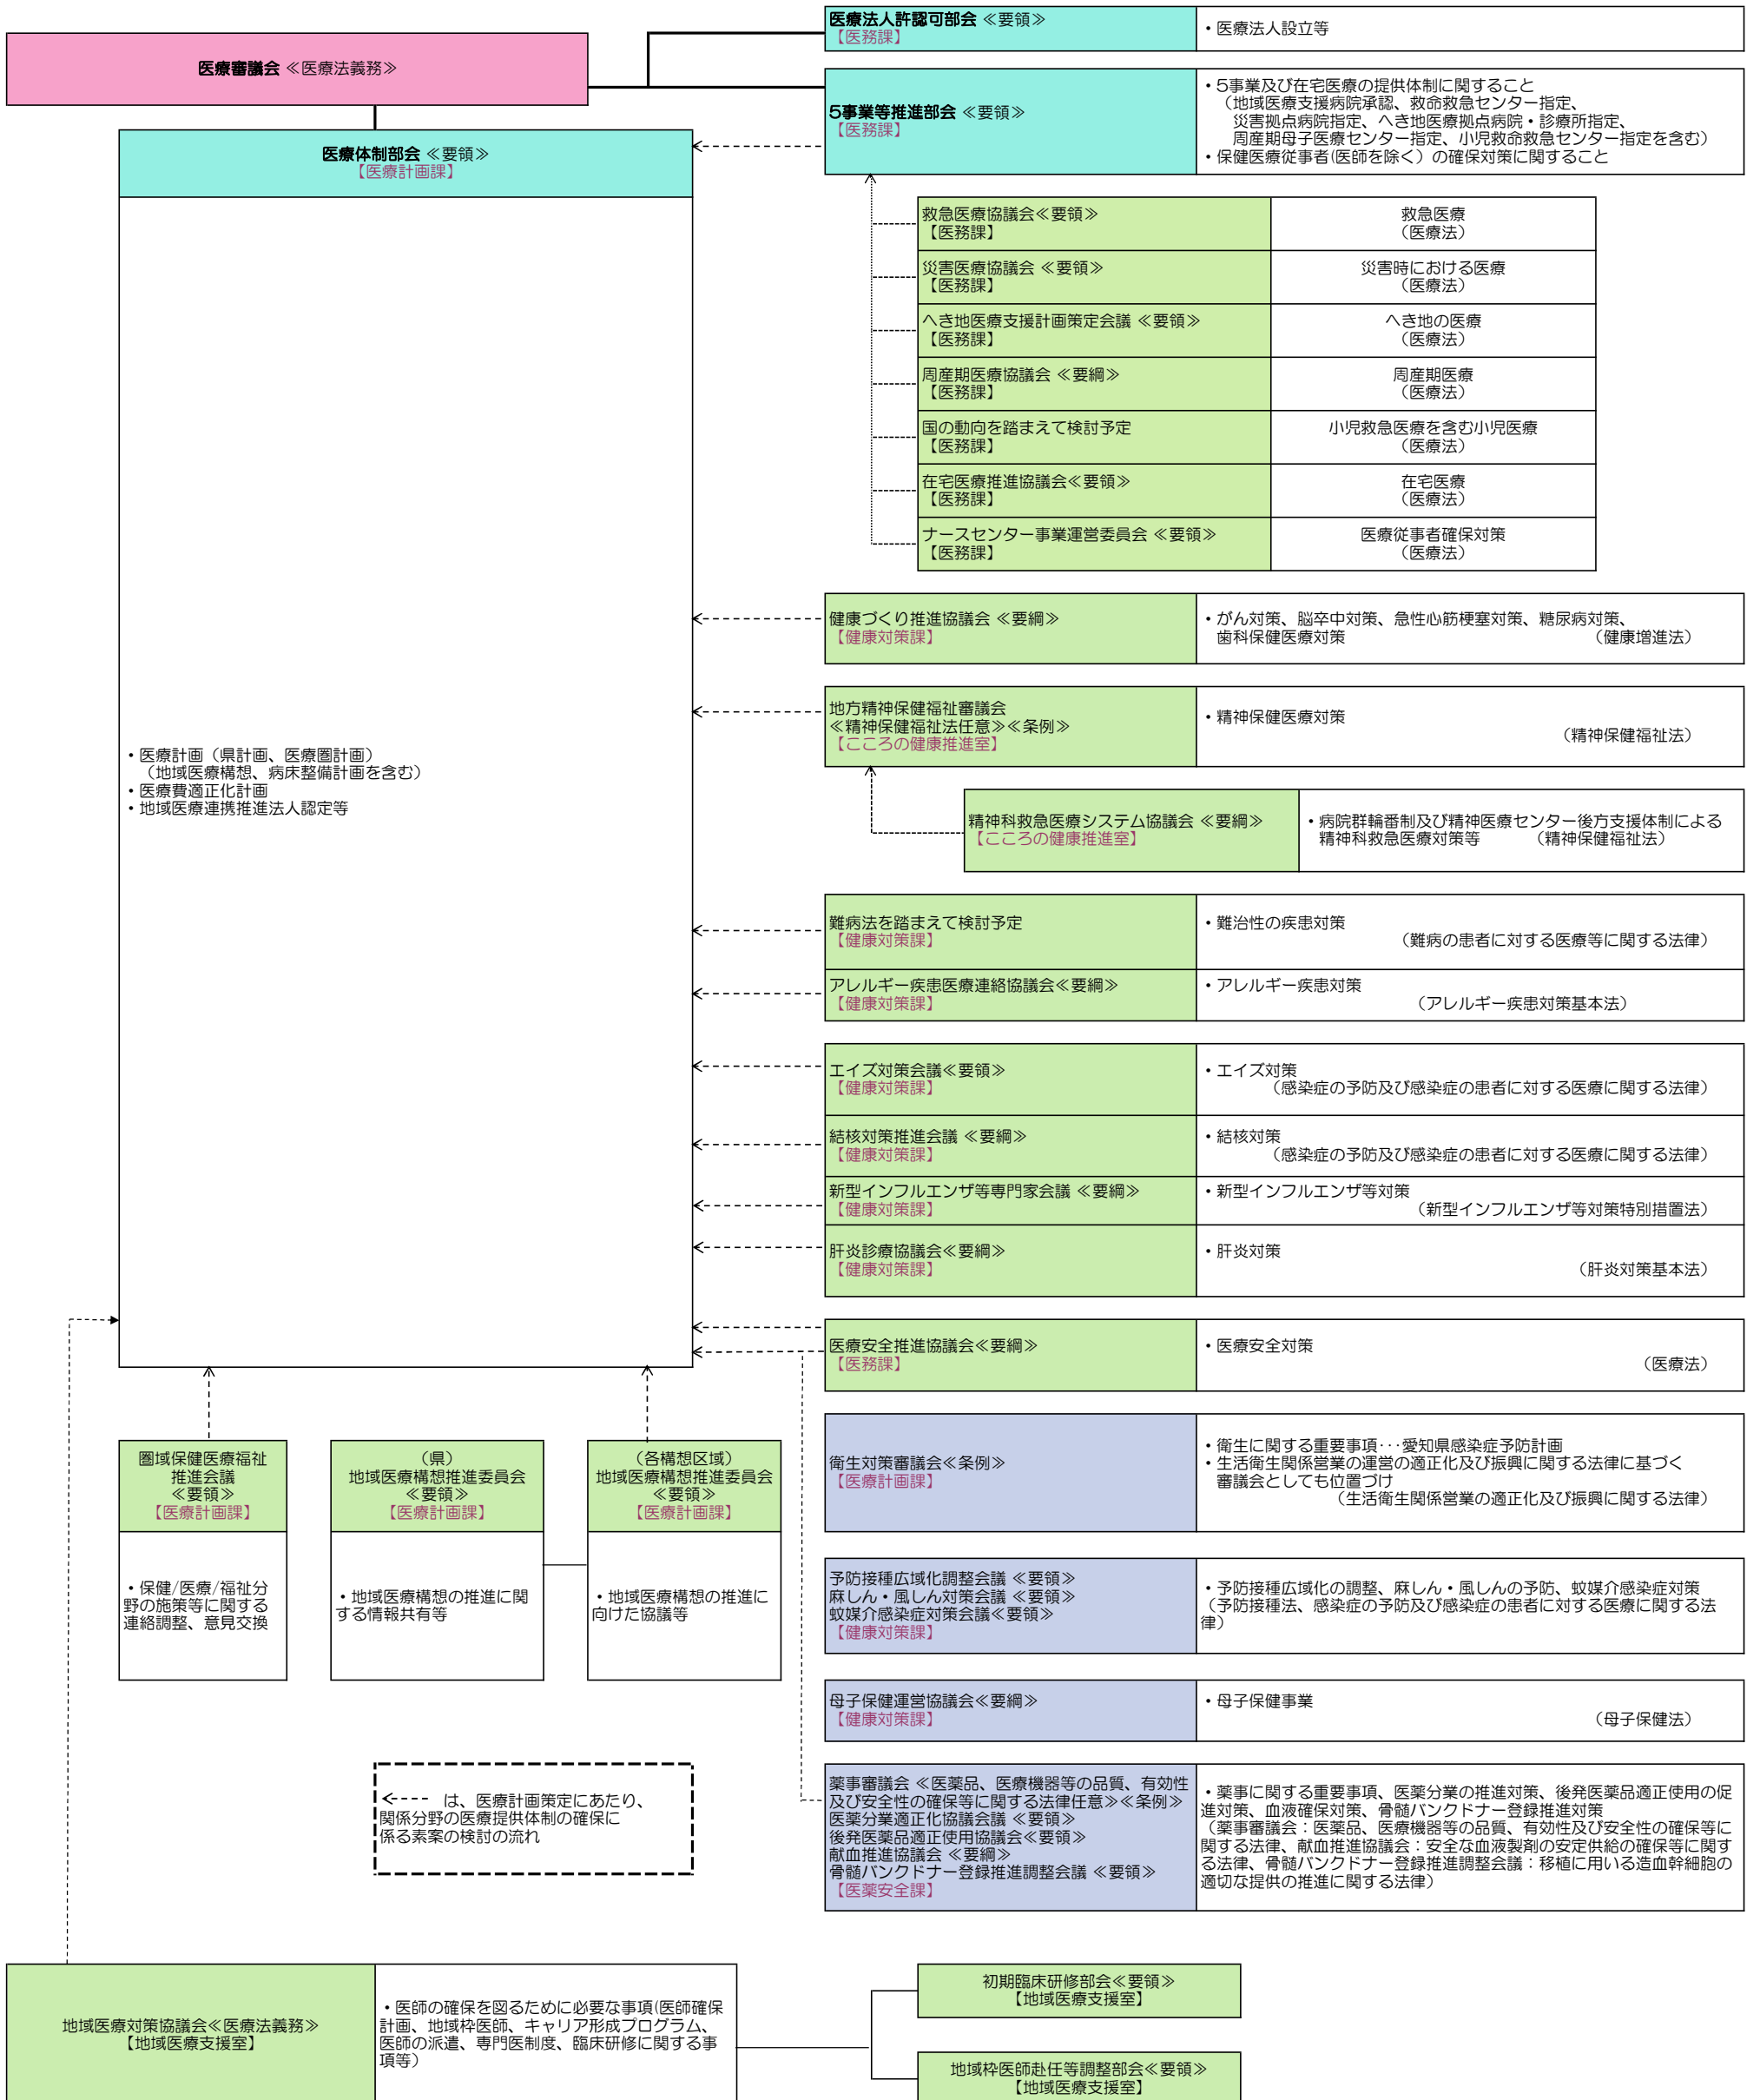 医療審議会 ≪医療法義務≫
医療法人許認可部会 ≪要領≫
【医務課】
・医療法人設立等
5事業等推進部会 ≪要領≫
【医務課】
・5事業及び在宅医療の提供体制に関すること
（地域医療支援病院承認、救命救急センター指定、
災害拠点病院指定、へき地医療拠点病院・診療所指定、
周産期母子医療センター指定、小児救命救急センター指定を含む）
・保健医療従事者(医師を除く）の確保対策に関すること
医療体制部会 ≪要領≫
【医療計画課】
・医療計画（県計画、医療圏計画）
（地域医療構想、病床整備計画を含む）
・医療費適正化計画
・地域医療連携推進法人認定等
救急医療協議会≪要領≫
【医務課】
救急医療
（医療法）
災害医療協議会 ≪要領≫
【医務課】
災害時における医療
（医療法）
へき地医療支援計画策定会議 ≪要領≫
【医務課】
へき地の医療
（医療法）
周産期医療協議会 ≪要綱≫
【医務課】
周産期医療
（医療法）
国の動向を踏まえて検討予定
【医務課】
小児救急医療を含む小児医療
（医療法）
在宅医療推進協議会≪要領≫
【医務課】
在宅医療
（医療法）
ナースセンター事業運営委員会 ≪要領≫
【医務課】
医療従事者確保対策
（医療法）
健康づくり推進協議会 ≪要綱≫
【健康対策課】
・がん対策、脳卒中対策、急性心筋梗塞対策、糖尿病対策、
歯科保健医療対策 （健康増進法）
地方精神保健福祉審議会
≪精神保健福祉法任意≫≪条例≫
【こころの健康推進室】
・精神保健医療対策
（精神保健福祉法）
精神科救急医療システム協議会 ≪要綱≫
【こころの健康推進室】
・病院群輪番制及び精神医療センター後方支援体制による
精神科救急医療対策等 （精神保健福祉法）
難病法を踏まえて検討予定
【健康対策課】
・難治性の疾患対策
（難病の患者に対する医療等に関する法律）
アレルギー疾患医療連絡協議会≪要綱≫
【健康対策課】
・アレルギー疾患対策
（アレルギー疾患対策基本法）
エイズ対策会議≪要領≫
【健康対策課】
・エイズ対策
（感染症の予防及び感染症の患者に対する医療に関する法律）
結核対策推進会議 ≪要綱≫
【健康対策課】
・結核対策
（感染症の予防及び感染症の患者に対する医療に関する法律）
新型インフルエンザ等専門家会議 ≪要綱≫
【健康対策課】
・新型インフルエンザ等対策
（新型インフルエンザ等対策特別措置法）
肝炎診療協議会≪要綱≫
【健康対策課】
・肝炎対策
（肝炎対策基本法）
医療安全推進協議会≪要綱≫
【医務課】
・医療安全対策
（医療法）
圏域保健医療福祉
推進会議
≪要領≫
【医療計画課】
・保健/医療/福祉分
野の施策等に関する
連絡調整、意見交換
（県）
地域医療構想推進委員会
≪要領≫
【医療計画課】
・地域医療構想の推進に関
する情報共有等
（各構想区域）
地域医療構想推進委員会
≪要領≫
【医療計画課】
・地域医療構想の推進に
向けた協議等
衛生対策審議会≪条例≫
【医療計画課】
・衛生に関する重要事項･･･愛知県感染症予防計画
・生活衛生関係営業の運営の適正化及び振興に関する法律に基づく
審議会としても位置づけ
（生活衛生関係営業の適正化及び振興に関する法律）
予防接種広域化調整会議 ≪要領≫
麻しん・風しん対策会議 ≪要領≫
蚊媒介感染症対策会議≪要領≫
【健康対策課】
・予防接種広域化の調整、麻しん・風しんの予防、蚊媒介感染症対策
（予防接種法、感染症の予防及び感染症の患者に対する医療に関する法
律）
母子保健運営協議会≪要綱≫
【健康対策課】
・母子保健事業
（母子保健法）
は、医療計画策定にあたり、
関係分野の医療提供体制の確保に
係る素案の検討の流れ
薬事審議会 ≪医薬品、医療機器等の品質、有効性
及び安全性の確保等に関する法律任意≫≪条例≫
医薬分業適正化協議会議 ≪要領≫
後発医薬品適正使用協議会≪要領≫
献血推進協議会 ≪要綱≫
骨髄バンクドナー登録推進調整会議 ≪要領≫
【医薬安全課】
・薬事に関する重要事項、医薬分業の推進対策、後発医薬品適正使用の促
進対策、血液確保対策、骨髄バンクドナー登録推進対策
（薬事審議会：医薬品、医療機器等の品質、有効性及び安全性の確保等に
関する法律、献血推進協議会：安全な血液製剤の安定供給の確保等に関す
る法律、骨髄バンクドナー登録推進調整会議：移植に用いる造血幹細胞の
適切な提供の推進に関する法律）
地域医療対策協議会≪医療法義務≫
【地域医療支援室】
・医師の確保を図るために必要な事項(医師確保
計画、地域枠医師、キャリア形成プログラム、
医師の派遣、専門医制度、臨床研修に関する事
項等）
初期臨床研修部会≪要領≫
【地域医療支援室】
地域枠医師赴任等調整部会≪要領≫
【地域医療支援室】